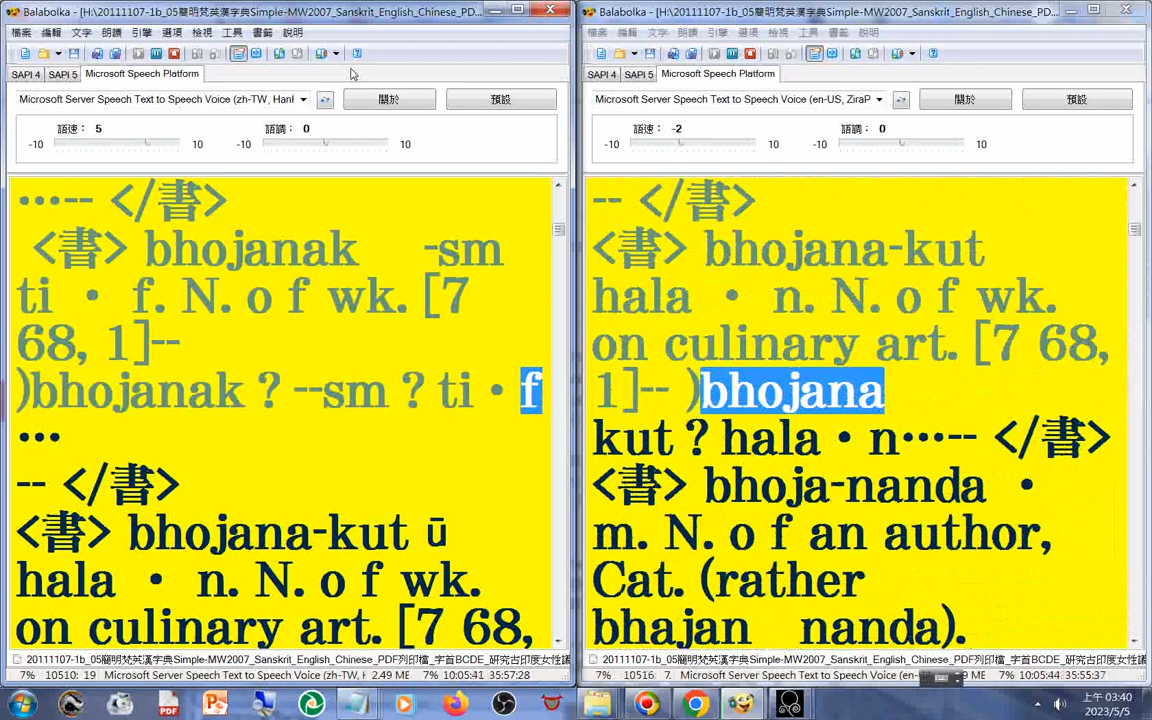 Balabolka - [H:\20111107-1b_05簡明梵英漢字典Simple-MW2007_Sanskrit_English_Chinese_PD...
檔案 編輯 文字 朗讀 引擎 選項 檢視 工具 書籤 說明
SAPI 4 SAPI 5 Microsoft Speech Platform
Microsoft Server Speech Text to Speech Voice (zh-TW, Hanl
關於
預設
語速： 5
語調： 0
-10 10 -10 10
…-- </書>
<書> bhojanak -sm
ti • f. N. o f wk. [7
68, 1]--
)bhojanak ? --sm ? ti • f
…
-- </書>
<書> bhojana-kut ū
hala • n. N. o f wk.
on culinary art. [7 68,
20111107-1b_05簡明梵英漢字典Simple-MW2007_Sanskrit_English_Chinese_PDF列印檔_字首BCDE_研究古印度女性議
7% 10510: 19 Microsoft Server Speech Text to Speech Voice (zh-TW, H 2.49 ME 7% 10:05:41 35:57:28
Balabolka - [H:\20111107-1b_05簡明梵英漢字典Simple-MW2007_Sanskrit_English_Chinese_PD...
檔案 編輯 文字 朗讀 引擎 選項 檢視 工具 書籤 說明
SAPI 4 SAPI 5 Microsoft Speech Platform
Microsoft Server Speech Text to Speech Voice (en-US, ZiraP
關於
預設
語速： -2
語調： 0
-10 10 -10 10
-- </書>
<書> bhojana-kut
hala • n. N. o f wk.
on culinary art. [7 68,
1]-- )bhojana
kut ? hala • n…-- </書>
<書> bhoja-nanda •
m. N. o f an author,
Cat. (rather
bhajan nanda).
20111107-1b_05簡明梵英漢字典Simple-MW2007_Sanskrit_English_Chinese_PDF列印檔_字首BCDE_研究古印度女性議
7% 10516: 7. Microsoft Server Speech Text to Speech Voice (en-U 9 ME 7% 10:05:41 35:55:37
上午 03:40
2023/5/5